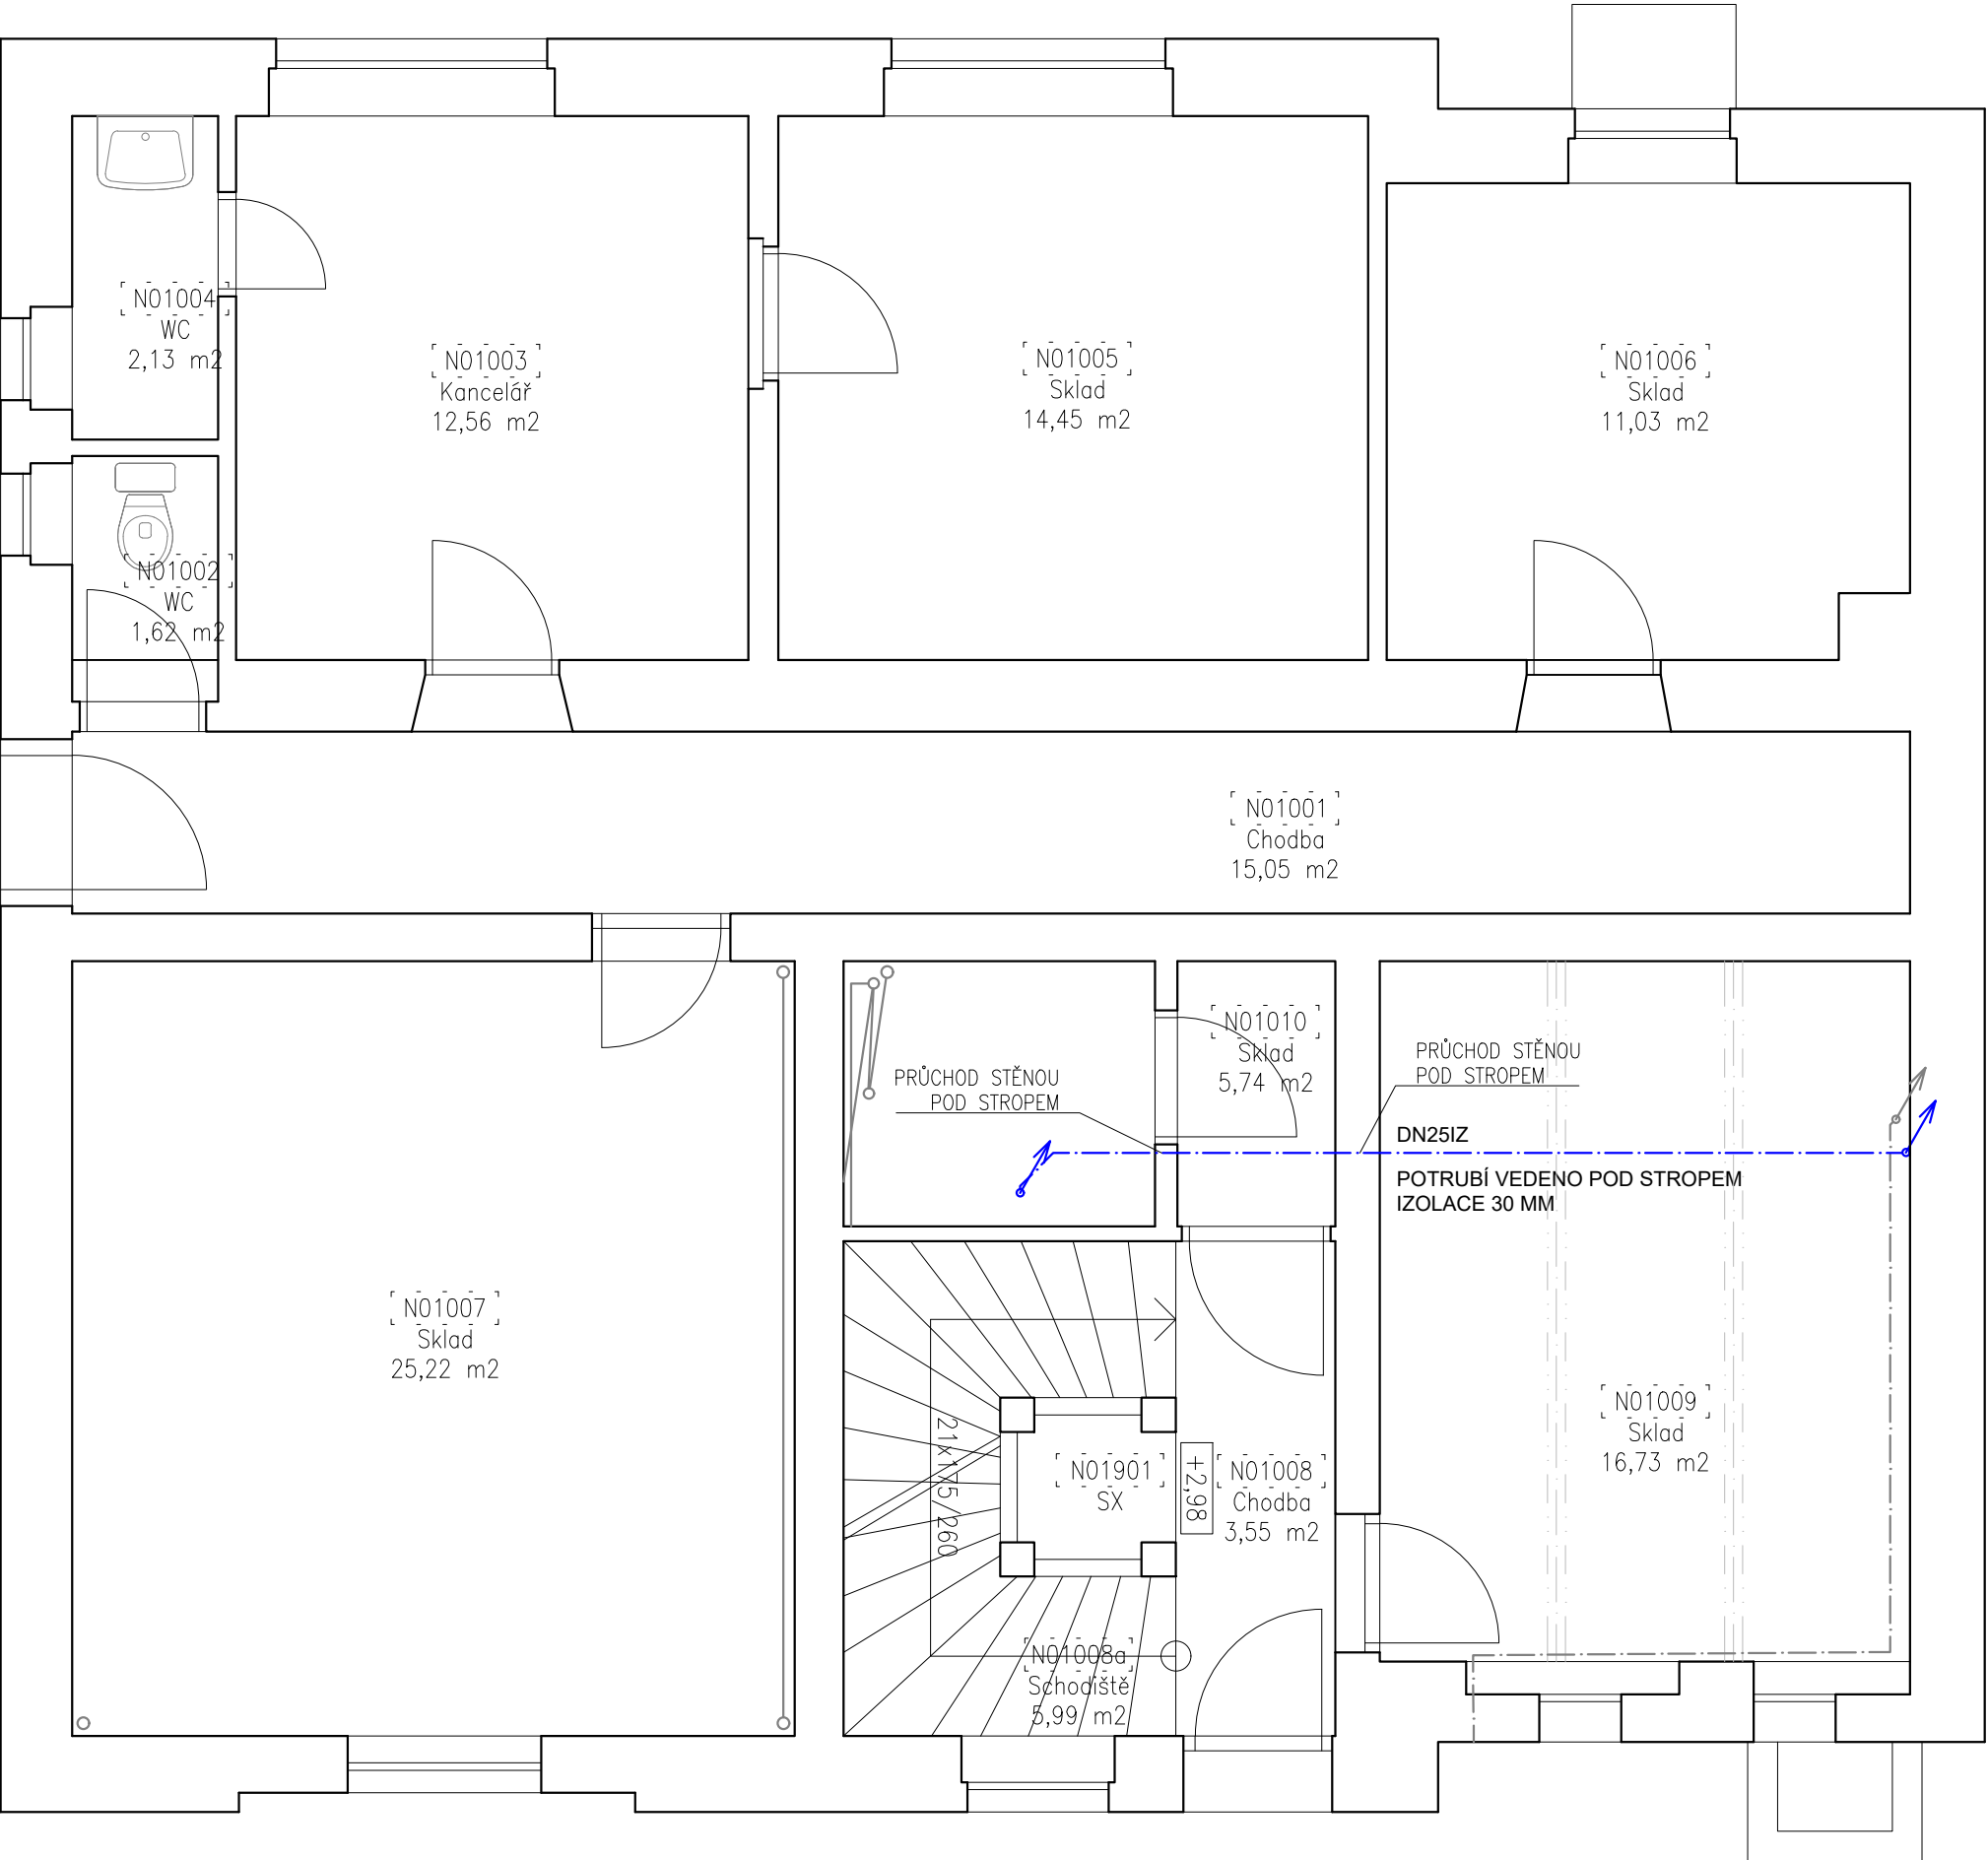 N01004
WC
2,13 m2
N01003
Kancelář
12,56 m2
N01005
Sklad
14,45 m2
N01006
Sklad
11,03 m2
N01002
WC
1,62 m2
N01001
Chodba
15,05 m2
N01010
Sklad
5,74 m2
PRŮCHOD STĚNOU
POD STROPEM
PRŮCHOD STĚNOU
POD STROPEM
DN25IZ
POTRUBÍ VEDENO POD STROPEM
IZOLACE 30 MM
N01007
Sklad
25,22 m2
21x175/260
N01901
SX
+2,98
N01008
Chodba
3,55 m2
N01009
Sklad
16,73 m2
N01008a
Schodiště
5,99 m2